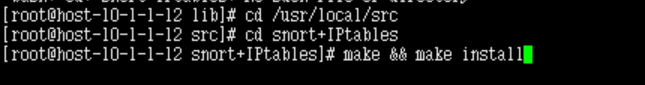 [root@host-10-1-1-12 lib]# cd /usr/local/src
[root@host-10-1-1-12 src]# cd snort+IPtables
[root@host-10-1-1-12 snort+IPtables]# make && make install